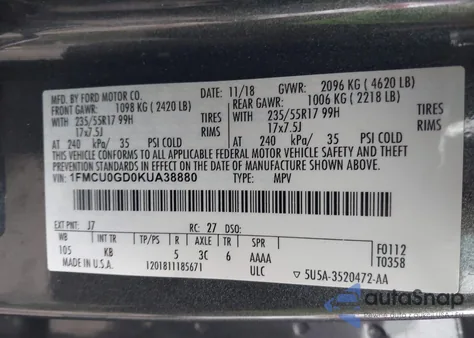 MFD. BY FORD MOTOR CO.
DATE: 11/18 GVWR: 2096 KG ( 4620 LB)
FRONT GAWR: 1098 KG ( 2420 LB)
REAR GAWR: 1006 KG ( 2218 LB)
WITH 235/55R17 99H TIRES
WITH 235/55R17 99H TIRES
17x7.5J RIMS
17x7.5J RIMS
AT 240 kPa/ 35 PSI COLD
AT 240 kPa/ 35 PSI COLD
THIS VEHICLE CONFORMS TO ALL APPLICABLE FEDERAL MOTOR VEHICLE SAFETY AND THEFT
PREVENTION STANDARDS IN EFFECT ON THE DATE OF MANUFACTURE SHOWN ABOVE.
VIN: 1FMCU0GD0KUA38880 TYPE: MPV
EXT PNT: J7 RC: 27 DSO:
WB INT TR TP/PS R AXLE TR SPR
105 KB 5 3C 6 AAAA
F0112
T0358
MADE IN U.S.A. 1201811185671 ULC
5U5A-3520472-AA
AutoSnap